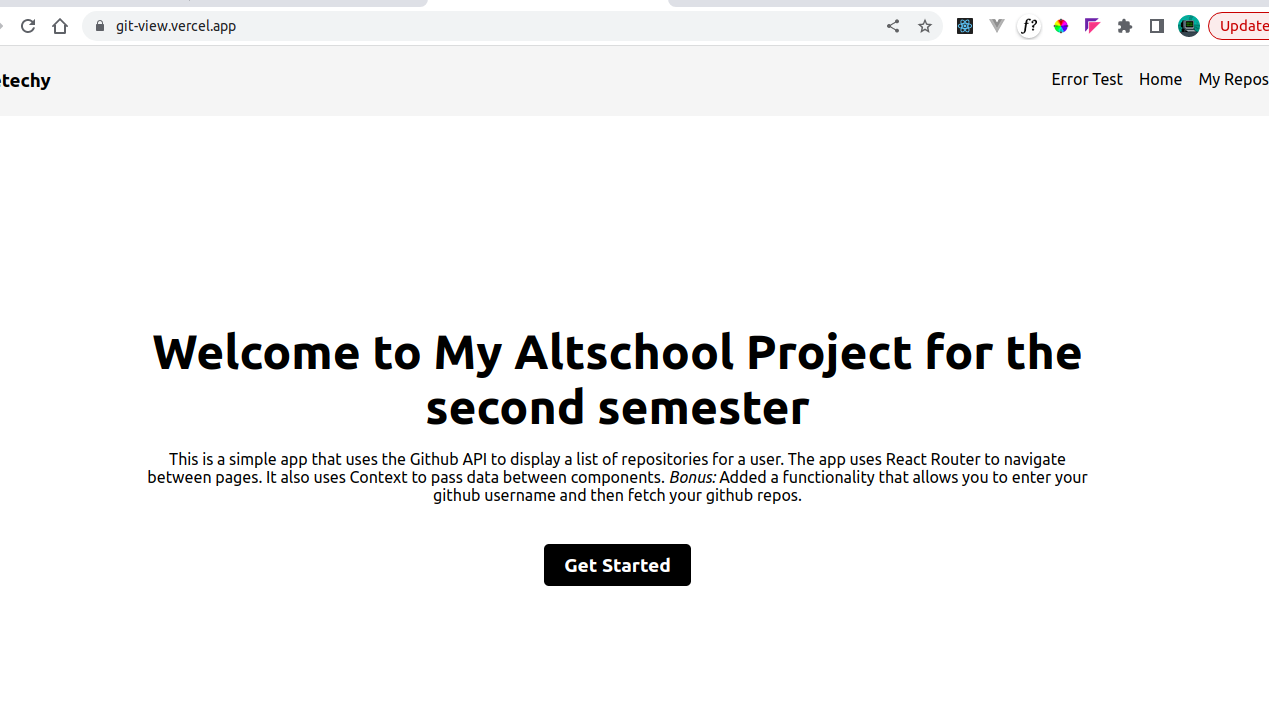 git-view.vercel.app
Update
etechy
Error Test Home My Repos
Welcome to My Altschool Project for the
second semester
This is a simple app that uses the Github API to display a list of repositories for a user. The app uses React Router to navigate
between pages. It also uses Context to pass data between components. Bonus: Added a functionality that allows you to enter your
github username and then fetch your github repos.
Get Started